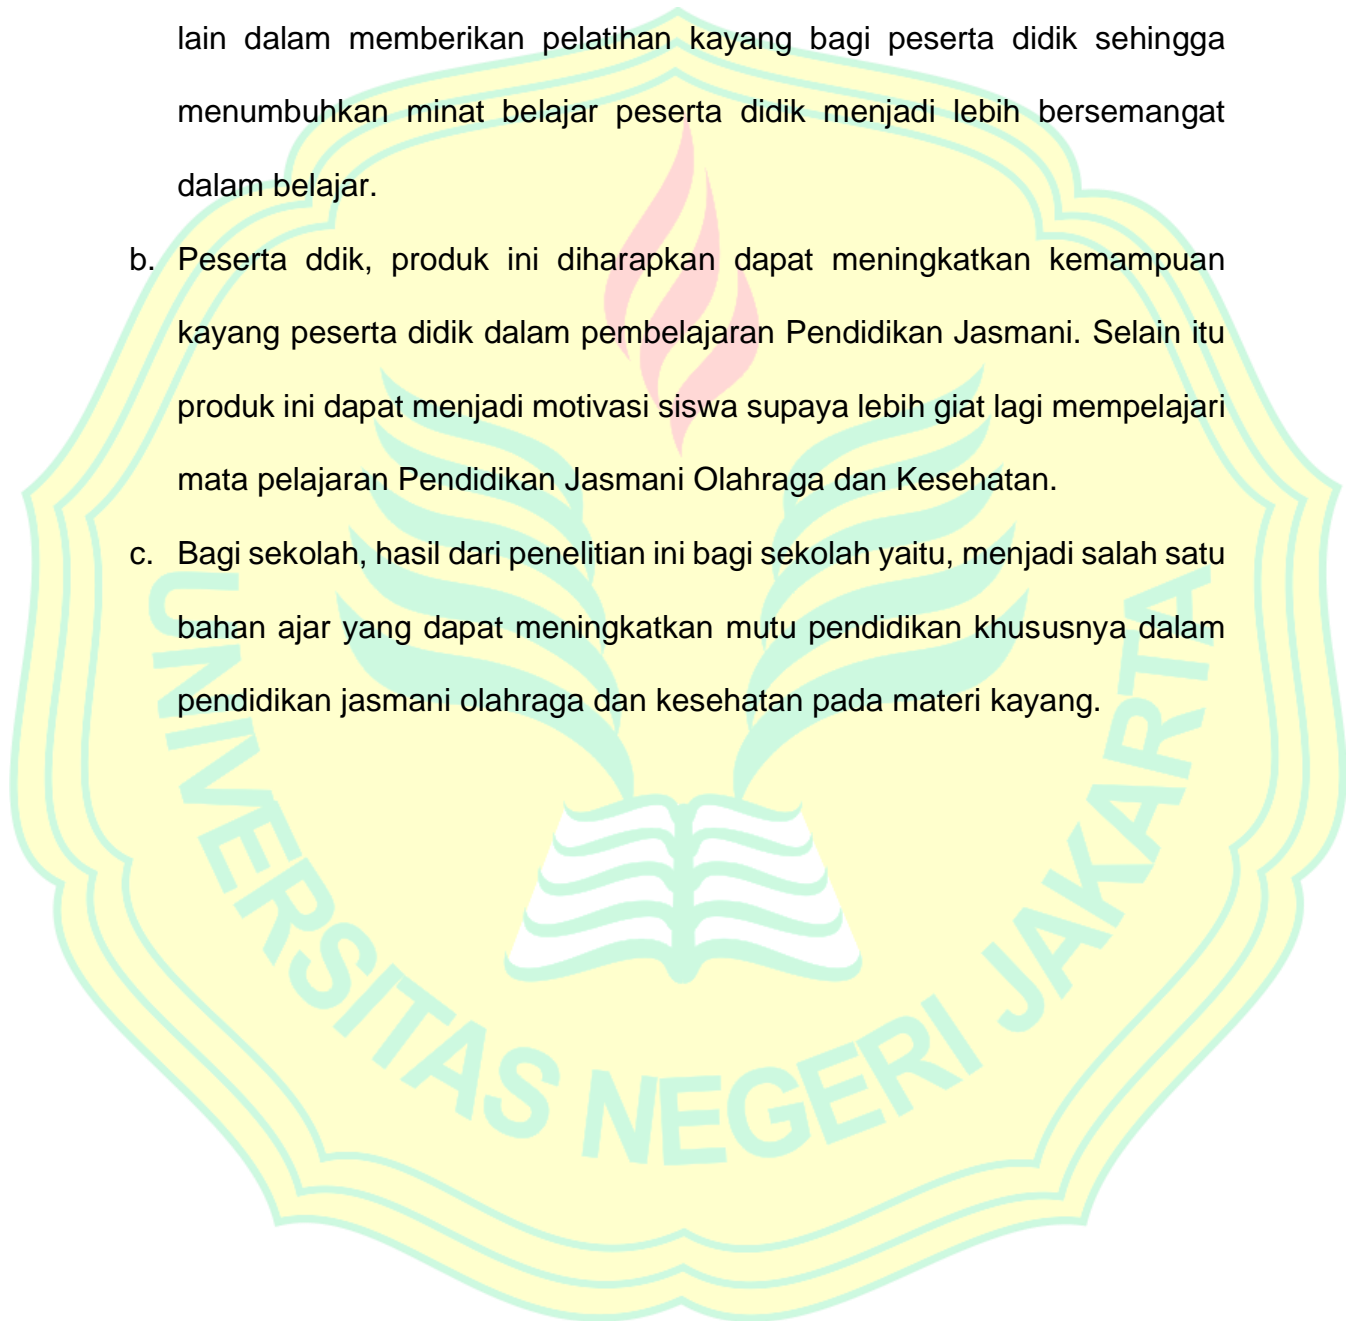 lain dalam memberikan pelatihan kayang bagi peserta didik sehingga
menumbuhkan minat belajar peserta didik menjadi lebih bersemangat
dalam belajar.
b. Peserta ddik, produk ini diharapkan dapat meningkatkan kemampuan
kayang peserta didik dalam pembelajaran Pendidikan Jasmani. Selain itu
produk ini dapat menjadi motivasi siswa supaya lebih giat lagi mempelajari
mata pelajaran Pendidikan Jasmani Olahraga dan Kesehatan.
c. Bagi sekolah, hasil dari penelitian ini bagi sekolah yaitu, menjadi salah satu
bahan ajar yang dapat meningkatkan mutu pendidikan khususnya dalam
pendidikan jasmani olahraga dan kesehatan pada materi kayang.
UNIVERSITAS NEGERI JAKARTA